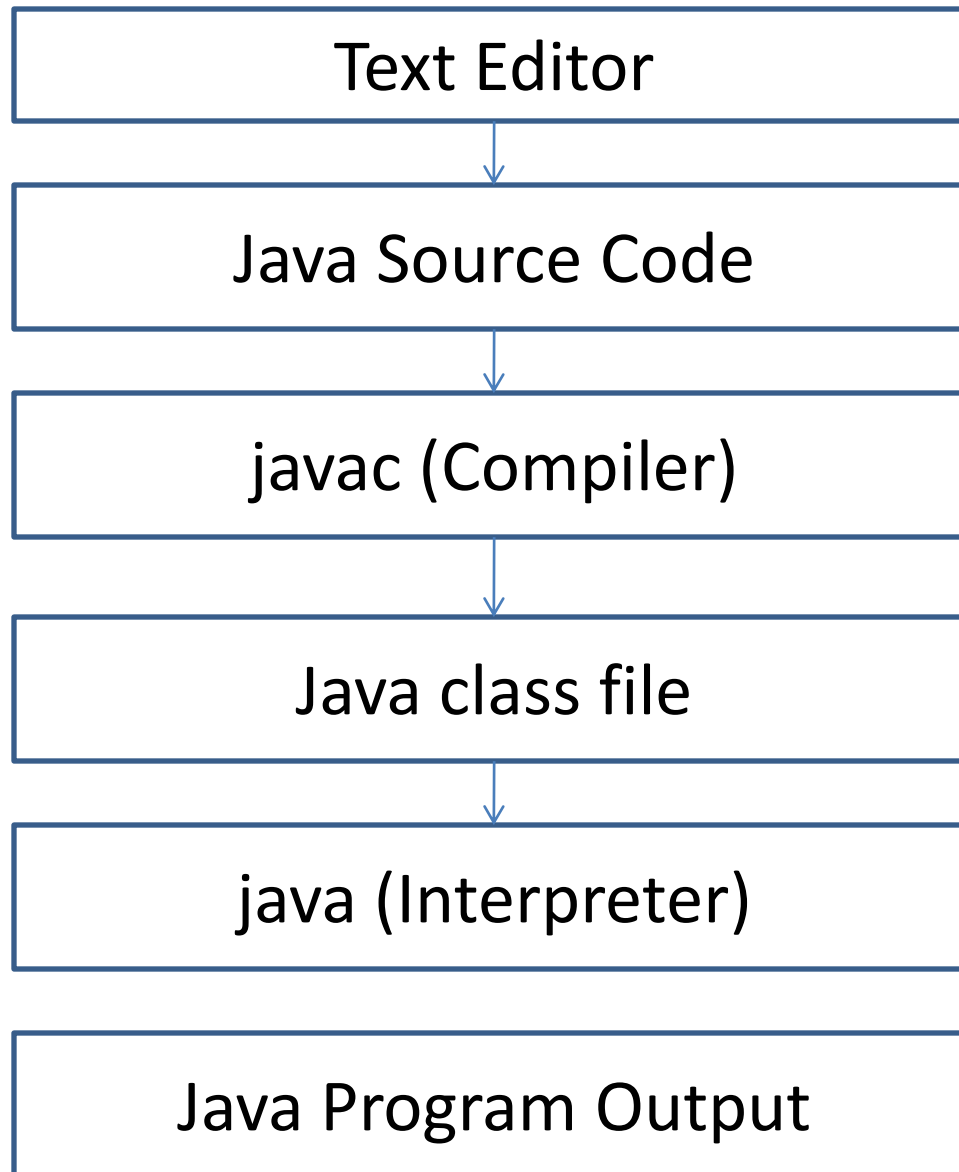 Text Editor
Java Source Code
javac (Compiler)
Java class file
java (Interpreter)
Java Program Output